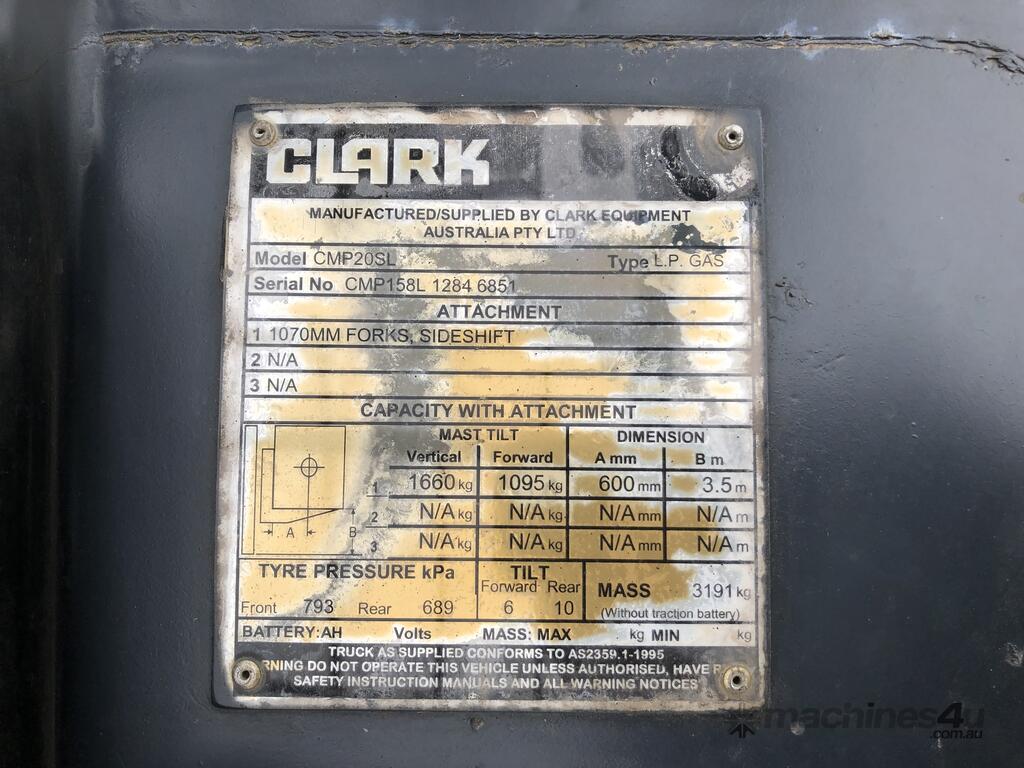 CLARK
MANUFACTURED/SUPPLIED BY CLARK EQUIPMENT
AUSTRALIA PTY LTD.
Model CMP20SL Type L.P. GAS
Serial No CMP158L 1284 6851
ATTACHMENT
1 1070MM FORKS, SIDESHIFT
2 N/A
3 N/A
CAPACITY WITH ATTACHMENT
MAST TILT DIMENSION
Vertical Forward A mm B m
1 1660 kg 1095 kg 600 mm 3.5 m
2 N/A kg N/A kg N/A mm N/A m
3 N/A kg N/A kg N/A mm N/A m
A B
TYRE PRESSURE kPa TILT MASS 3191 kg
Forward Rear (Without traction battery)
Front 793 Rear 689 6 10
BATTERY:AH Volts MASS: MAX kg MIN kg
TRUCK AS SUPPLIED CONFORMS TO AS2359.1-1995
RNING DO NOT OPERATE THIS VEHICLE UNLESS AUTHORISED, HAVE
SAFETY INSTRUCTION MANUALS AND ALL WARNING NOTICES
machines4u
.com.au